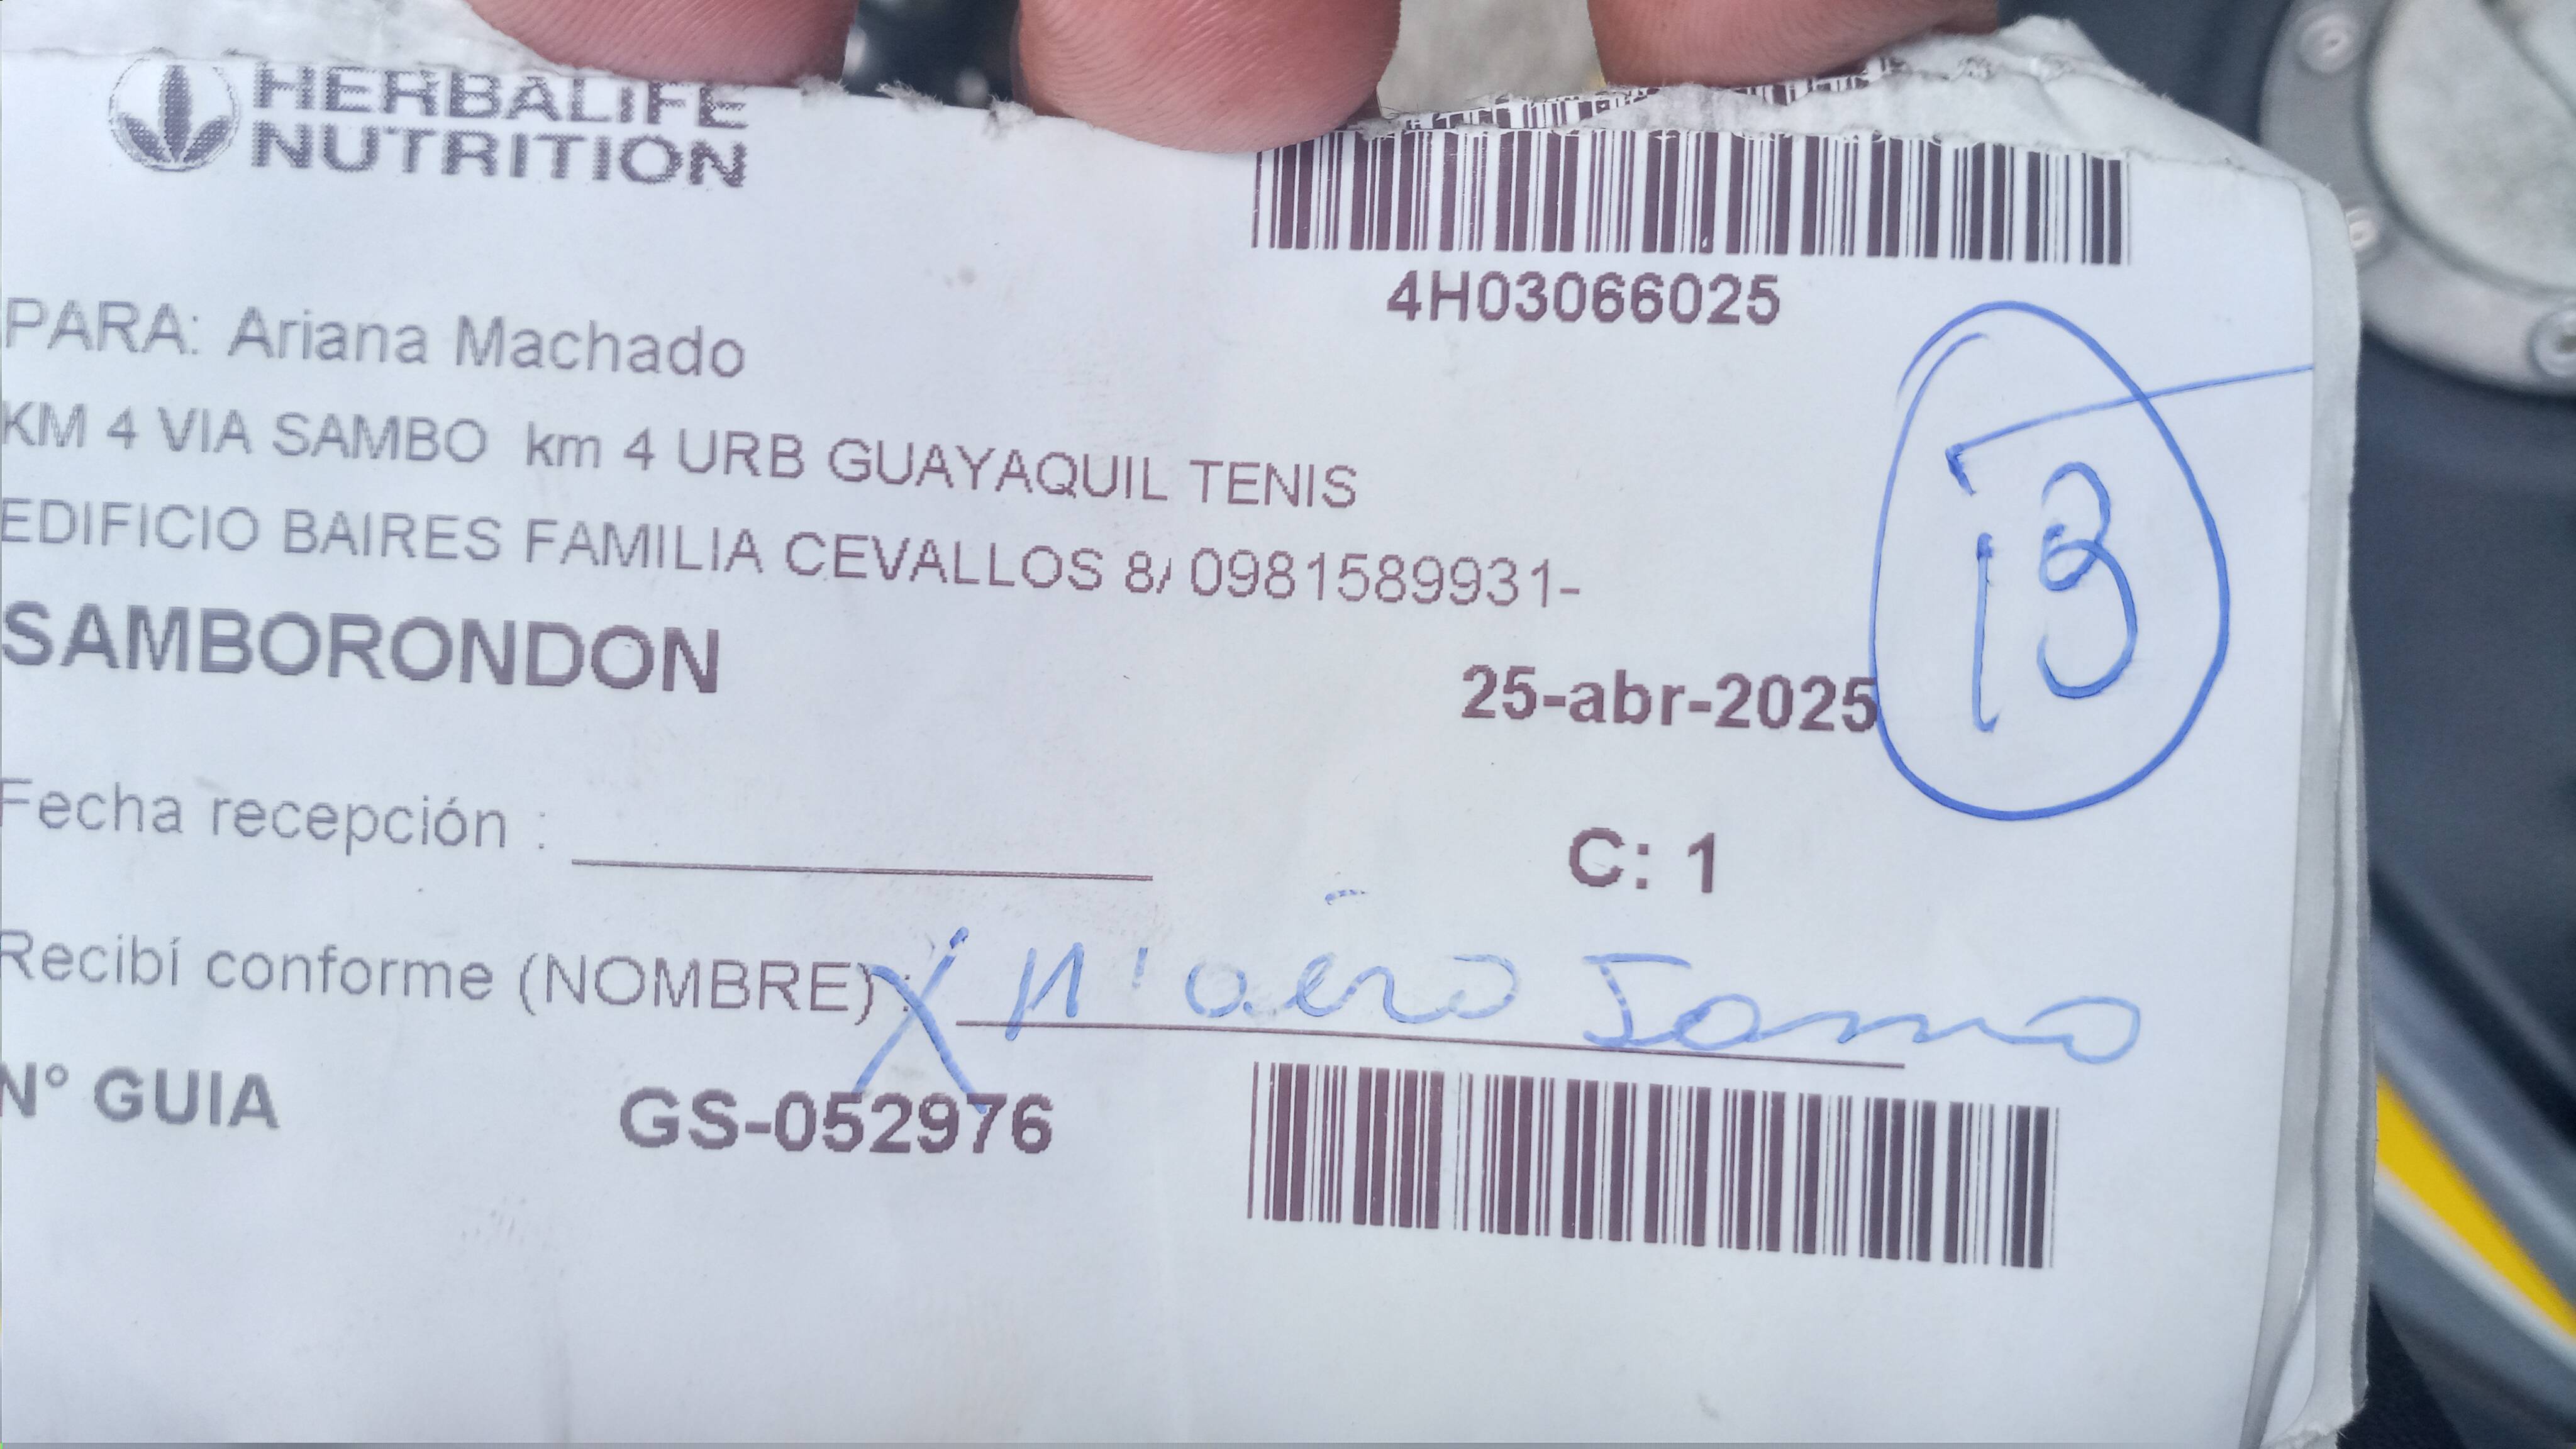 HERBALIFE
NUTRITION
4H03066025
PARA: Ariana Machado
KM 4 VIA SAMBO km 4 URB GUAYAQUIL TENIS
EDIFICIO BAIRES FAMILIA CEVALLOS 8/ 0981589931-
SAMBORONDON
25-abr-2025
13
Fecha recepción :
C: 1
Recibí conforme (NOMBRE) :
N° GUIA GS-052976